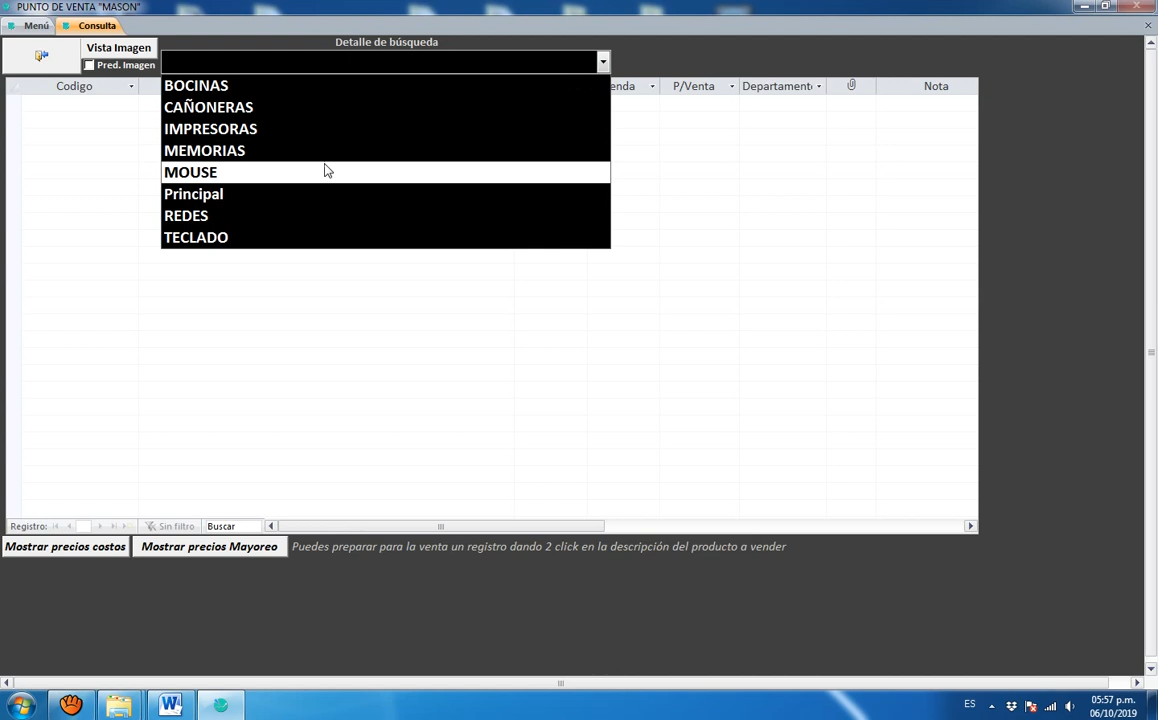 PUNTO DE VENTA "MASON"
Menú
Consulta
Vista Imagen
Pred. Imagen
Detalle de búsqueda
Codigo
enda
P/Venta
Departament
Nota
BOCINAS
CAÑONERAS
IMPRESORAS
MEMORIAS
MOUSE
Principal
REDES
TECLADO
Registro:
Sin filtro
Buscar
Mostrar precios costos
Mostrar precios Mayoreo
Puedes preparar para la venta un registro dando 2 click en la descripción del producto a vender
ES
05:57 p.m.
06/10/2019